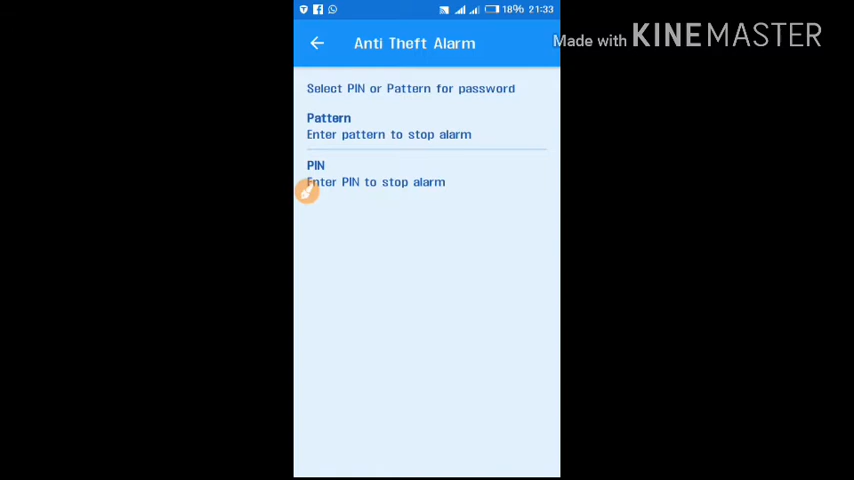 18% 21:33
Anti Theft Alarm
Made with KINEMASTER
Select PIN or Pattern for password
Pattern
Enter pattern to stop alarm
PIN
Enter PIN to stop alarm